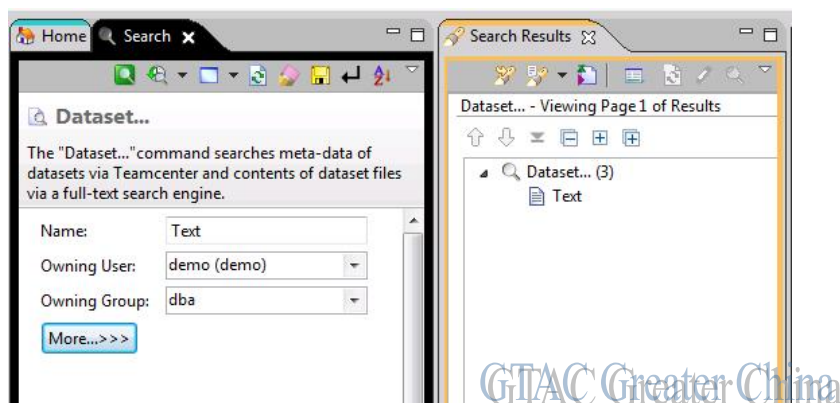 Home Search
Search Results
Dataset...
The "Dataset..."command searches meta-data of
datasets via Teamcenter and contents of dataset files
via a full-text search engine.
Name: Text
Owning User: demo (demo)
Owning Group: dba
More...>>>
Dataset... - Viewing Page 1 of Results
Dataset... (3)
Text
GTAC Greater China